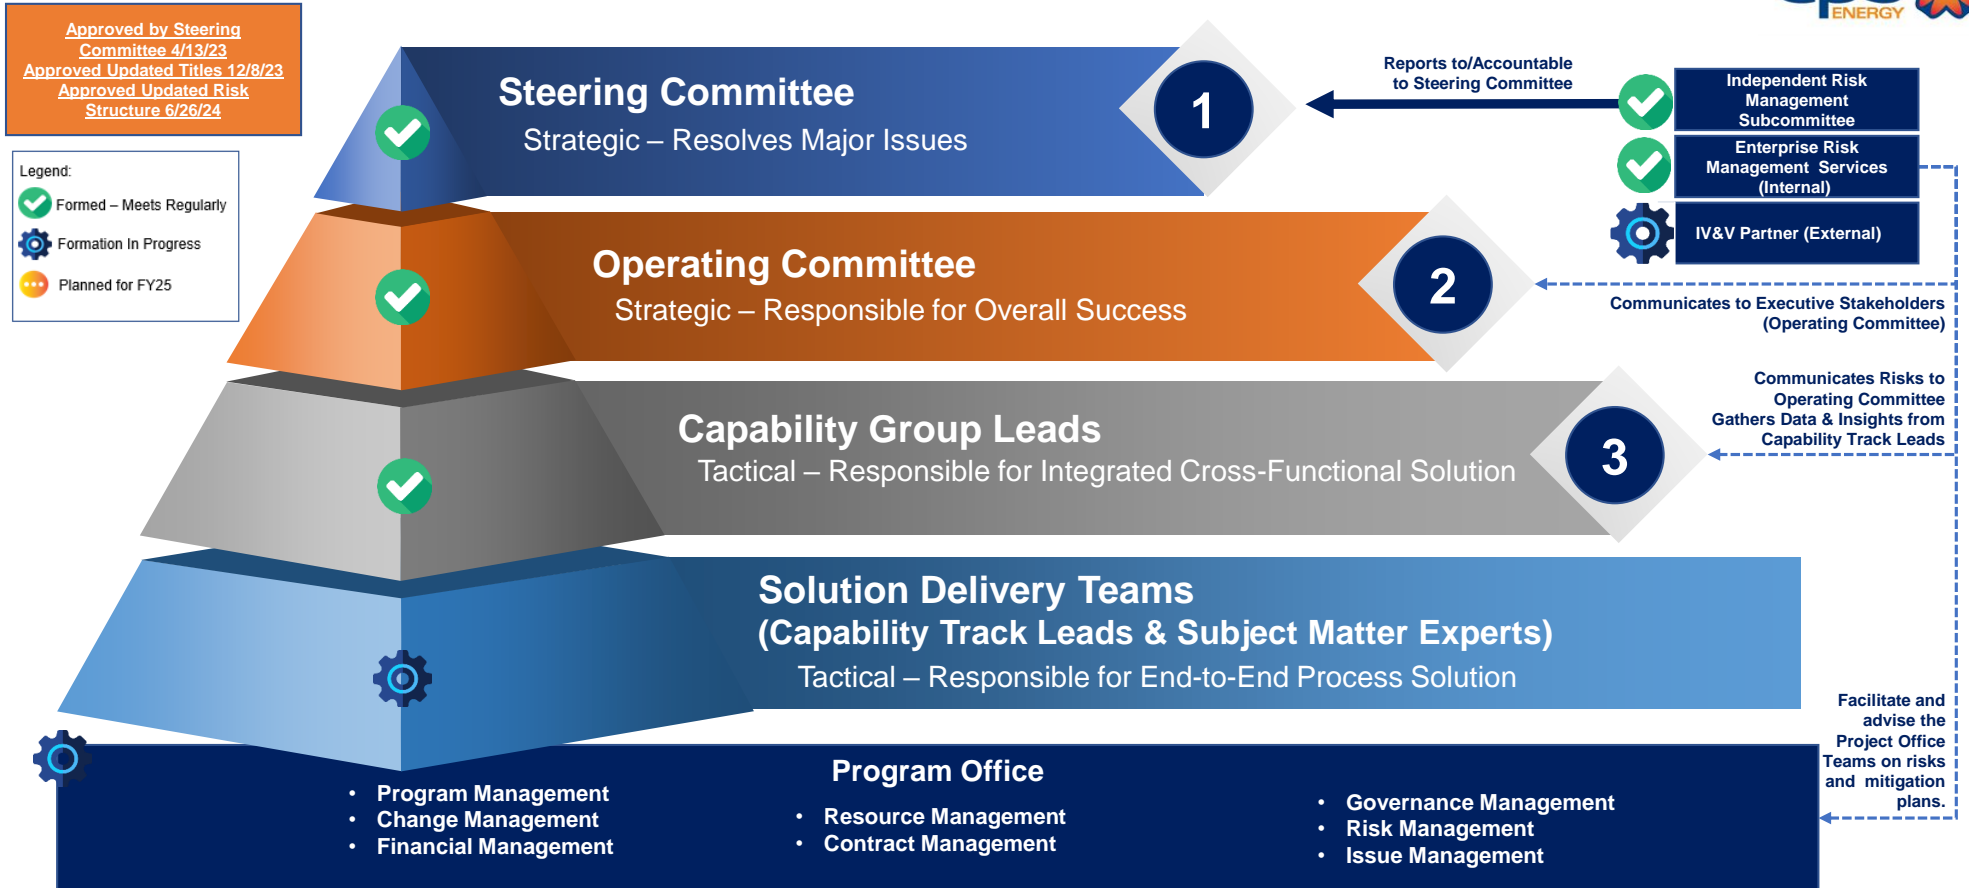 Approved by Steering
Committee 4/13/23
Approved Updated Titles 12/8/23
Approved Updated Risk
Structure 6/26/24
Legend:
Formed – Meets Regularly
Formation In Progress
Planned for FY25
Steering Committee
Strategic – Resolves Major Issues
1
Reports to/Accountable
to Steering Committee
ENERGY
Independent Risk
Management
Subcommittee
Enterprise Risk
Management Services
(Internal)
IV&V Partner (External)
Operating Committee
Strategic – Responsible for Overall Success
2
Communicates to Executive Stakeholders
(Operating Committee)
Capability Group Leads
Tactical – Responsible for Integrated Cross-Functional Solution
3
Communicates Risks to
Operating Committee
Gathers Data & Insights from
Capability Track Leads
Solution Delivery Teams
(Capability Track Leads & Subject Matter Experts)
Tactical – Responsible for End-to-End Process Solution
Facilitate and
advise the
Project Office
Teams on risks
and mitigation
plans.
Program Office
• Program Management
• Change Management
• Financial Management
• Resource Management
• Contract Management
• Governance Management
• Risk Management
• Issue Management